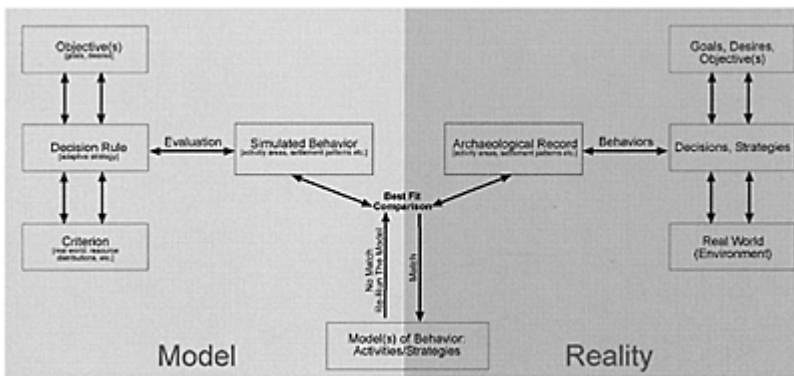 Objective(s)
[goals, desires]
Decision Rule
[adaptive strategy]
Criterion
[real world, resource
distributions, etc.]
Evaluation
Simulated Behavior
[activity areas, settlement patterns etc.]
Best Fit
Comparison
No Match
Re-Run The Model
Match
Model(s) of Behavior:
Activities/Strategies
Model
Archaeological Record
[activity areas, settlement patterns etc.]
Behaviors
Goals, Desires,
Objective(s)
Decisions, Strategies
Real World
(Environment)
Reality